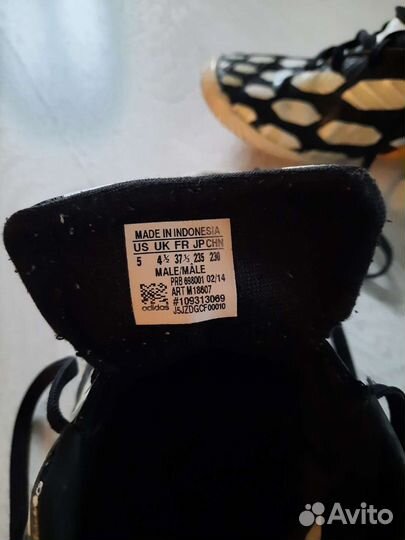 MADE IN INDONESIA
US UK FR JP CHN
5 4½ 37⅓ 235 230
MALE/MÂLE
PRB 698001 02/14
ART M18607
#109313069
adidas J5JZDGCF00010
Avito